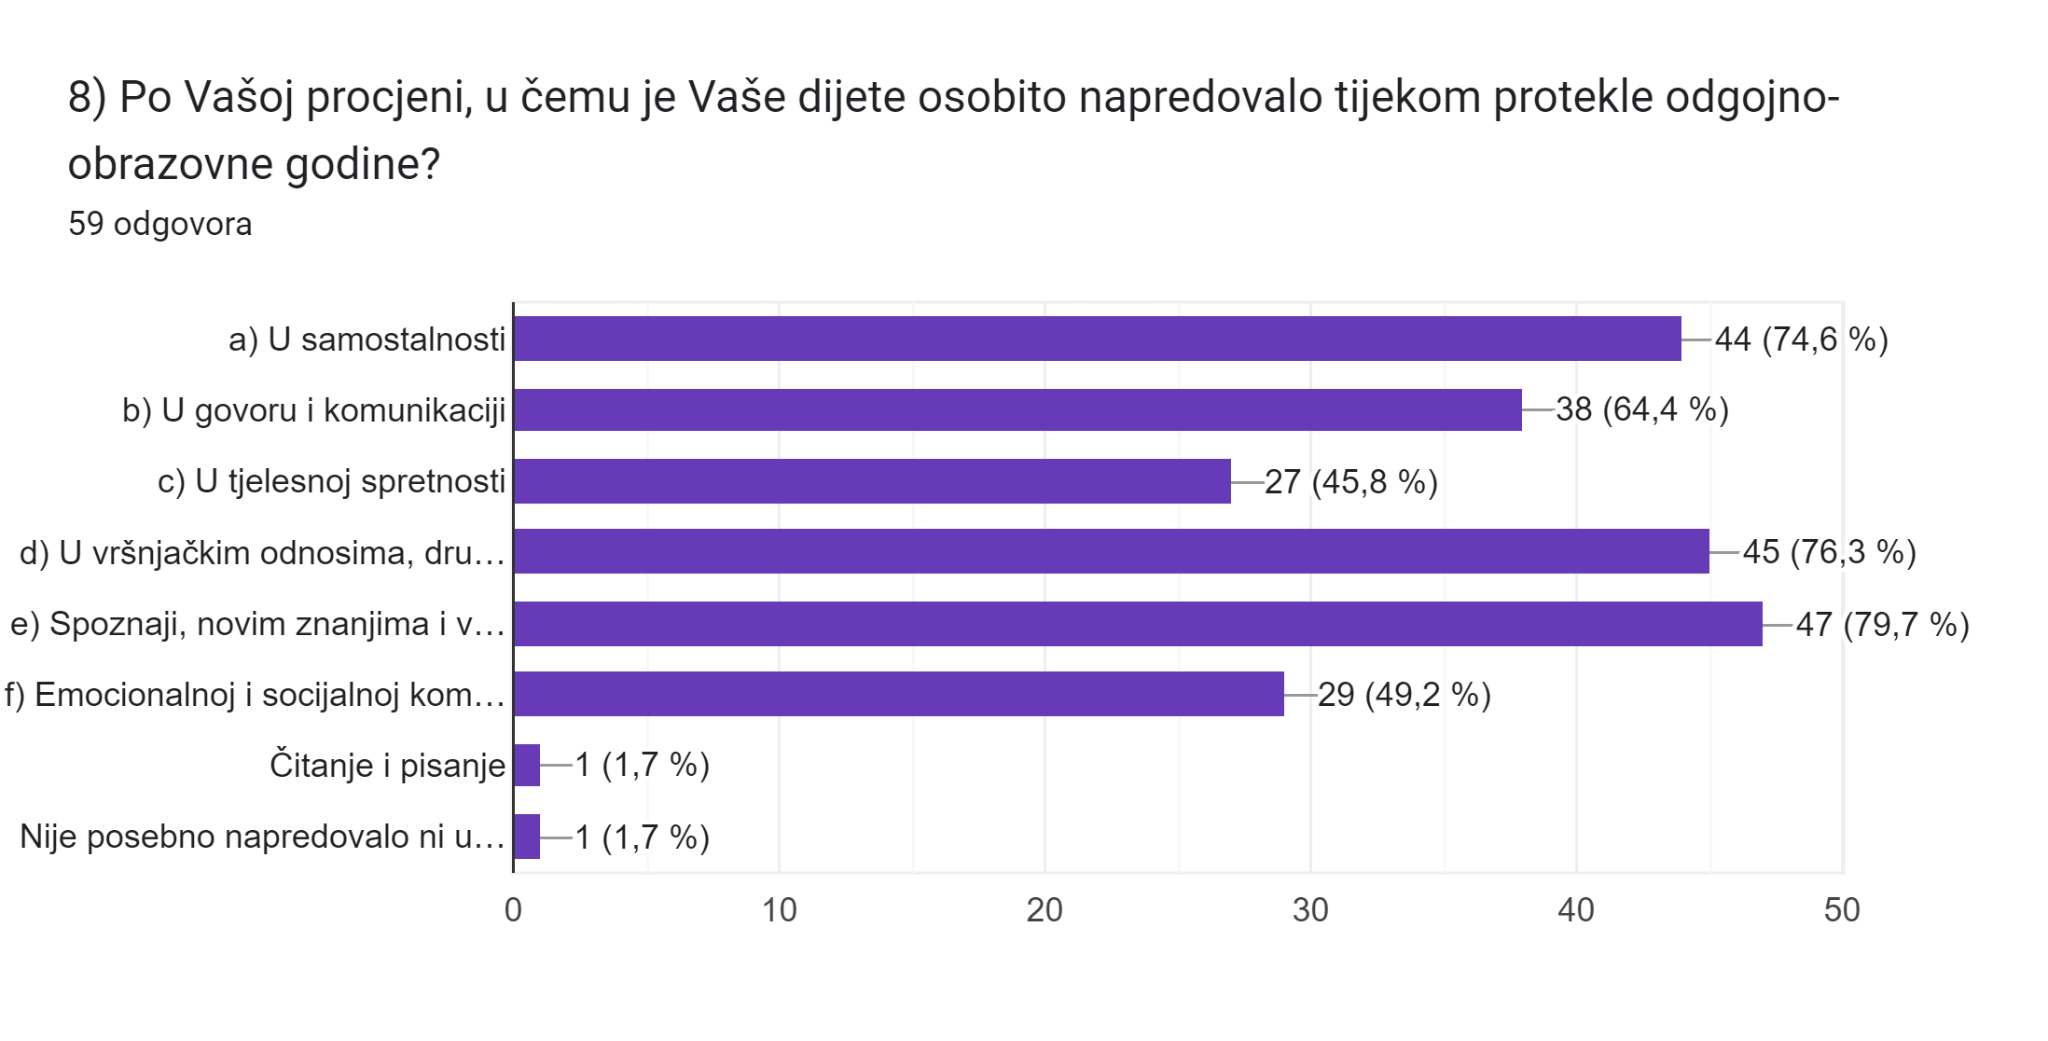 8) Po Vašoj procjeni, u čemu je Vaše dijete osobito napredovalo tijekom protekle odgojno-
obrazovne godine?
59 odgovora
a) U samostalnosti 44 (74,6 %)
b) U govoru i komunikaciji 38 (64,4 %)
c) U tjelesnoj spretnosti 27 (45,8 %)
d) U vršnjačkim odnosima, dru… 45 (76,3 %)
e) Spoznaji, novim znanjima i v… 47 (79,7 %)
f) Emocionalnoj i socijalnoj kom… 29 (49,2 %)
Čitanje i pisanje 1 (1,7 %)
Nije posebno napredovalo ni u… 1 (1,7 %)
0 10 20 30 40 50